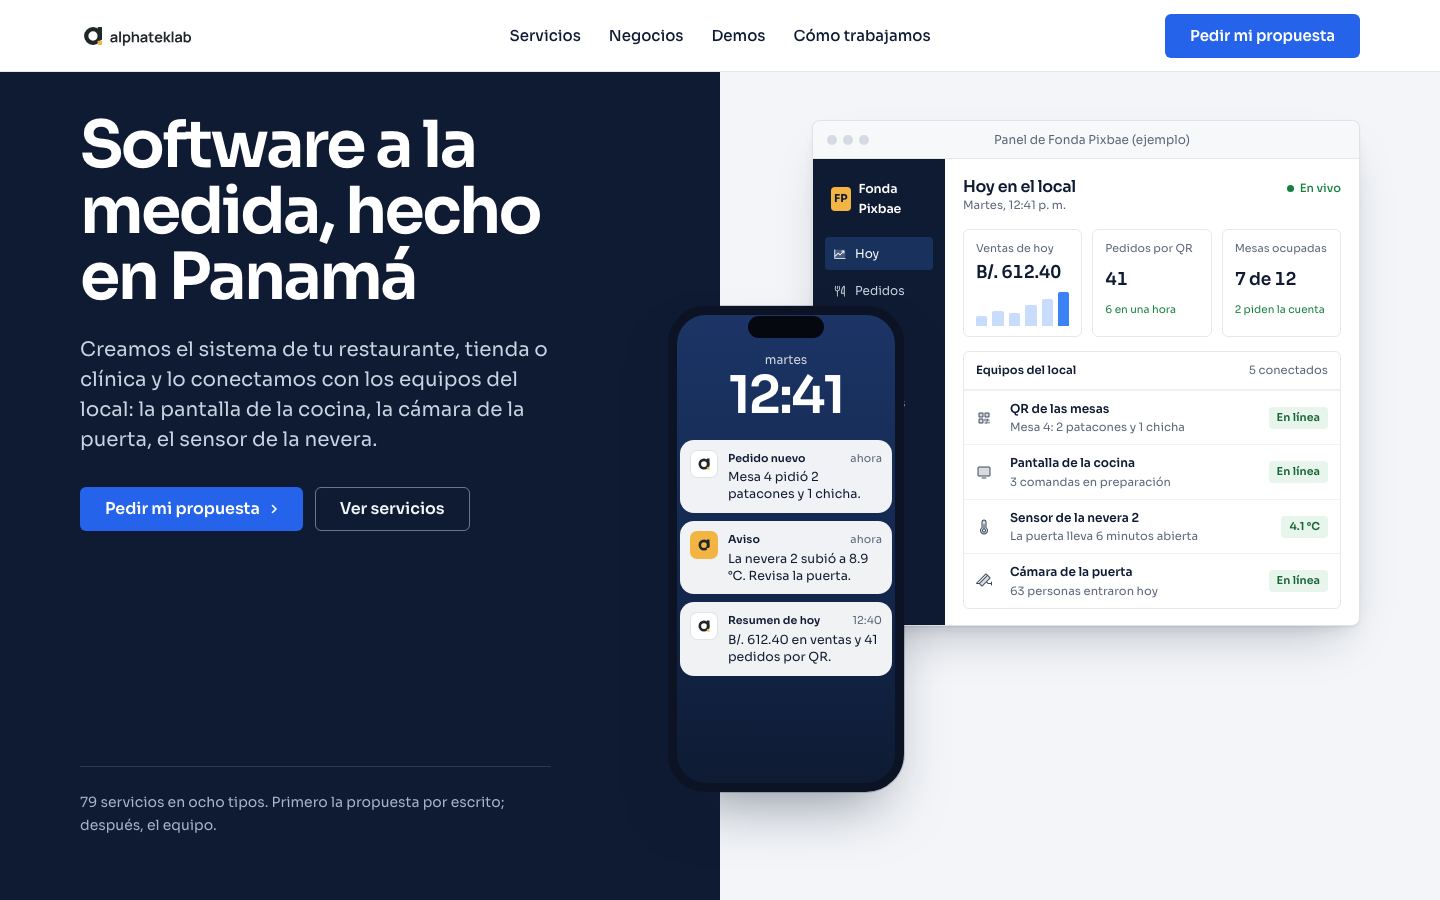 alphateklab
Servicios
Negocios
Demos
Cómo trabajamos
Pedir mi propuesta
Software a la
medida, hecho
en Panamá
Creamos el sistema de tu restaurante, tienda o
clínica y lo conectamos con los equipos del
local: la pantalla de la cocina, la cámara de la
puerta, el sensor de la nevera.
Pedir mi propuesta
Ver servicios
79 servicios en ocho tipos. Primero la propuesta por escrito;
después, el equipo.
Panel de Fonda Pixbae (ejemplo)
FP
Fonda
Pixbae
Hoy
Pedidos
Hoy en el local
Martes, 12:41 p. m.
En vivo
Ventas de hoy
B/. 612.40
Pedidos por QR
41
6 en una hora
Mesas ocupadas
7 de 12
2 piden la cuenta
Equipos del local
5 conectados
QR de las mesas
Mesa 4: 2 patacones y 1 chicha
En línea
Pantalla de la cocina
3 comandas en preparación
En línea
Sensor de la nevera 2
La puerta lleva 6 minutos abierta
4.1 °C
Cámara de la puerta
63 personas entraron hoy
En línea
martes
12:41
Pedido nuevo
ahora
Mesa 4 pidió 2
patacones y 1 chicha.
Aviso
ahora
La nevera 2 subió a 8.9
°C. Revisa la puerta.
Resumen de hoy
12:40
B/. 612.40 en ventas y 41
pedidos por QR.